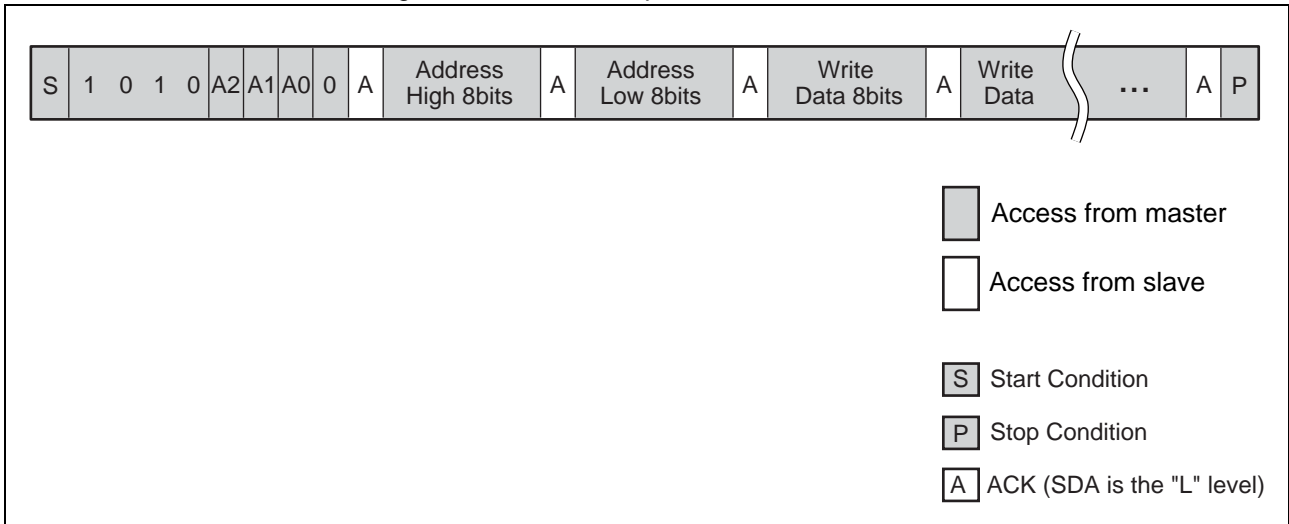 S 1 0 1 0 A2 A1 A0 0 A Address High 8bits A Address Low 8bits A Write Data 8bits A Write Data ... A P
Access from master
Access from slave
S Start Condition
P Stop Condition
A ACK (SDA is the "L" level)